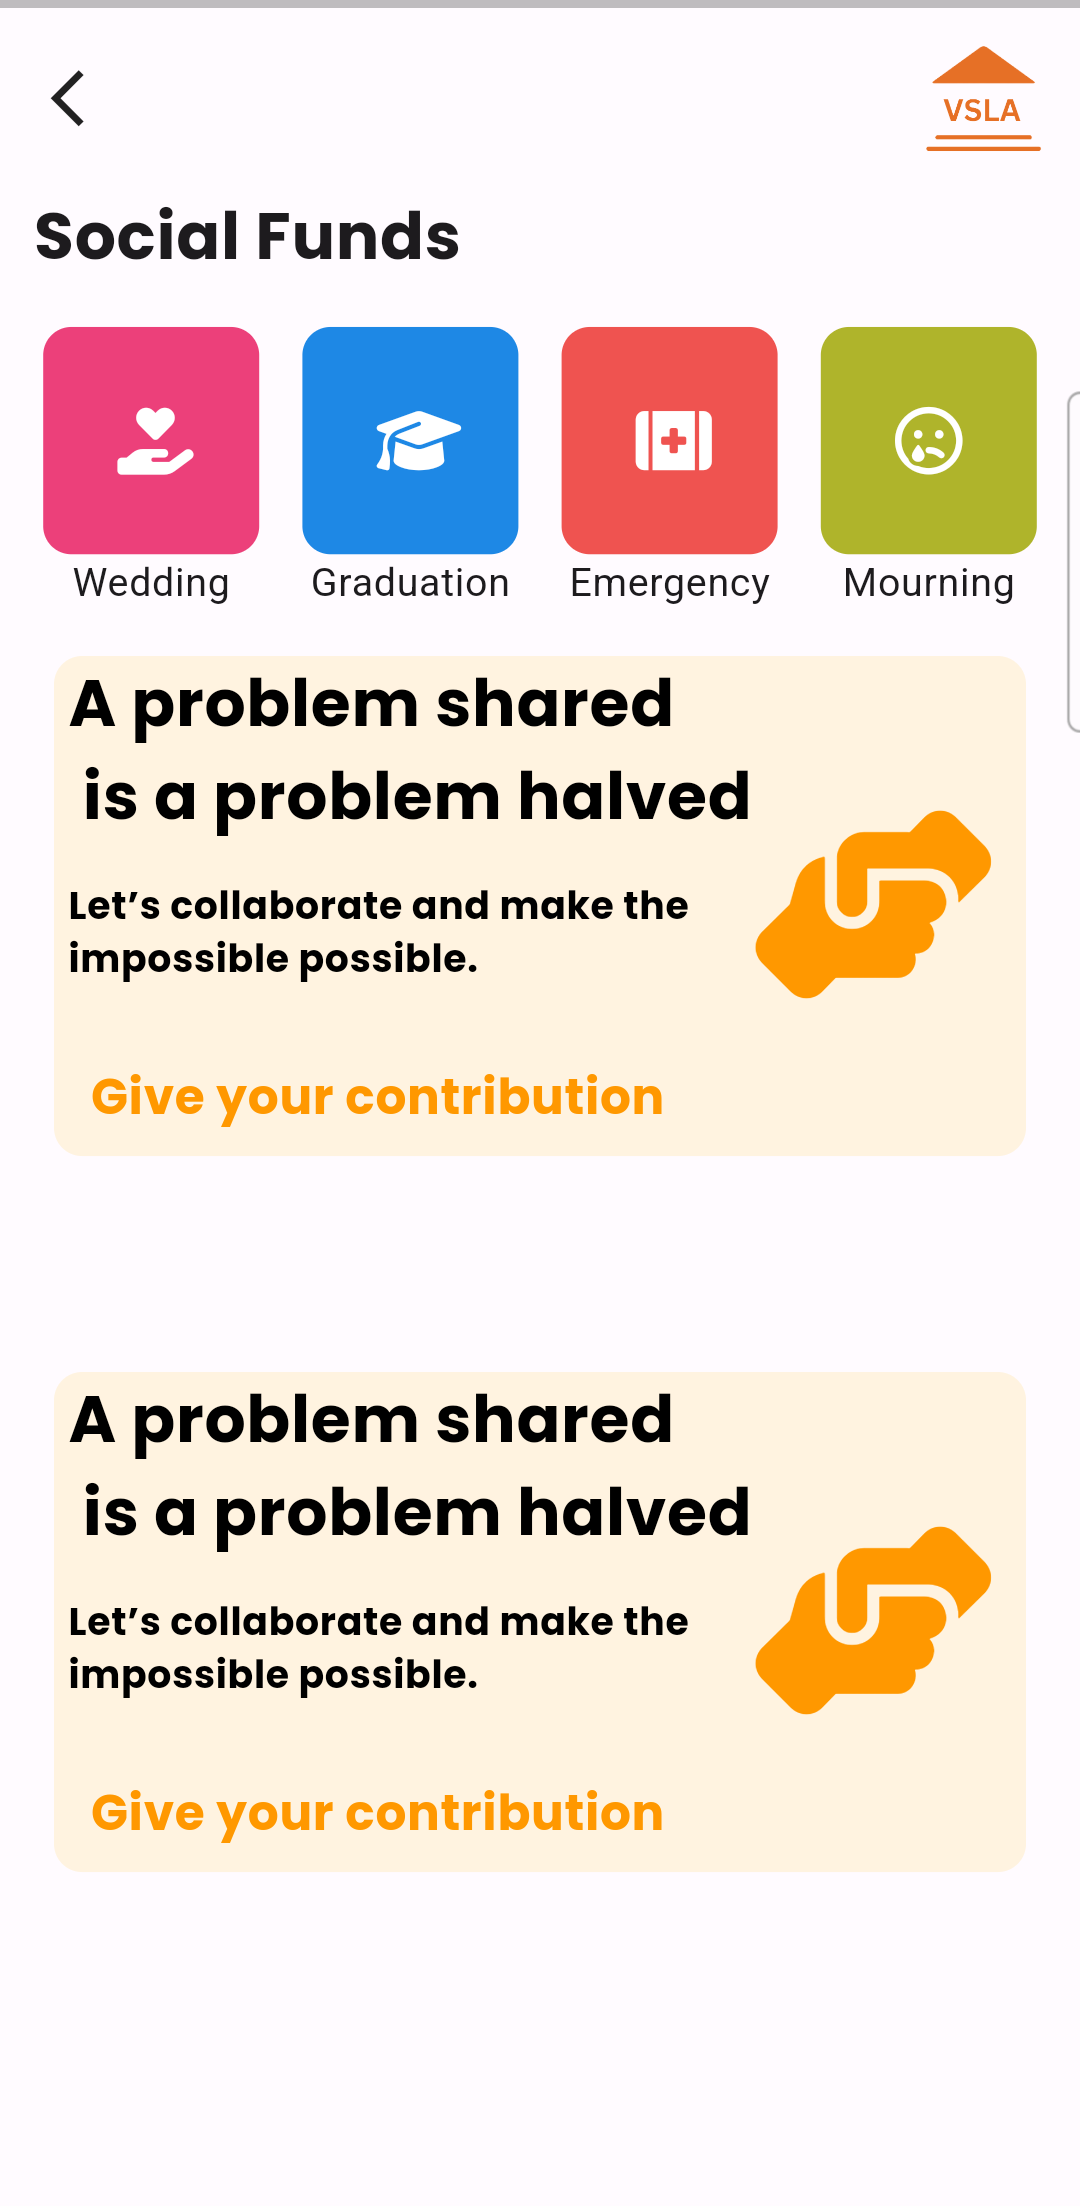 VSLA
Social Funds
Wedding
Graduation
Emergency
Mourning
A problem shared
is a problem halved
Let’s collaborate and make the
impossible possible.
Give your contribution
A problem shared
is a problem halved
Let’s collaborate and make the
impossible possible.
Give your contribution